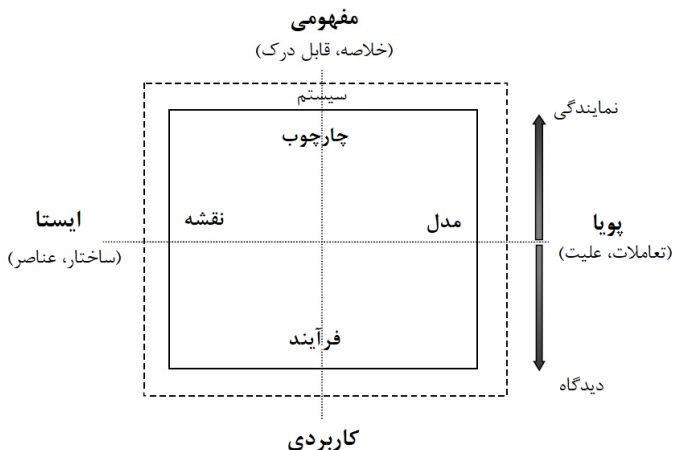 مفهومی
(خلاصه، قابل درک)
سیستم
نمایندگی
چارچوب
ایستا
نقشه
مدل
پویا
(ساختار، عناصر)
(تعاملات، علیت)
فرآیند
دیدگاه
کاربردی